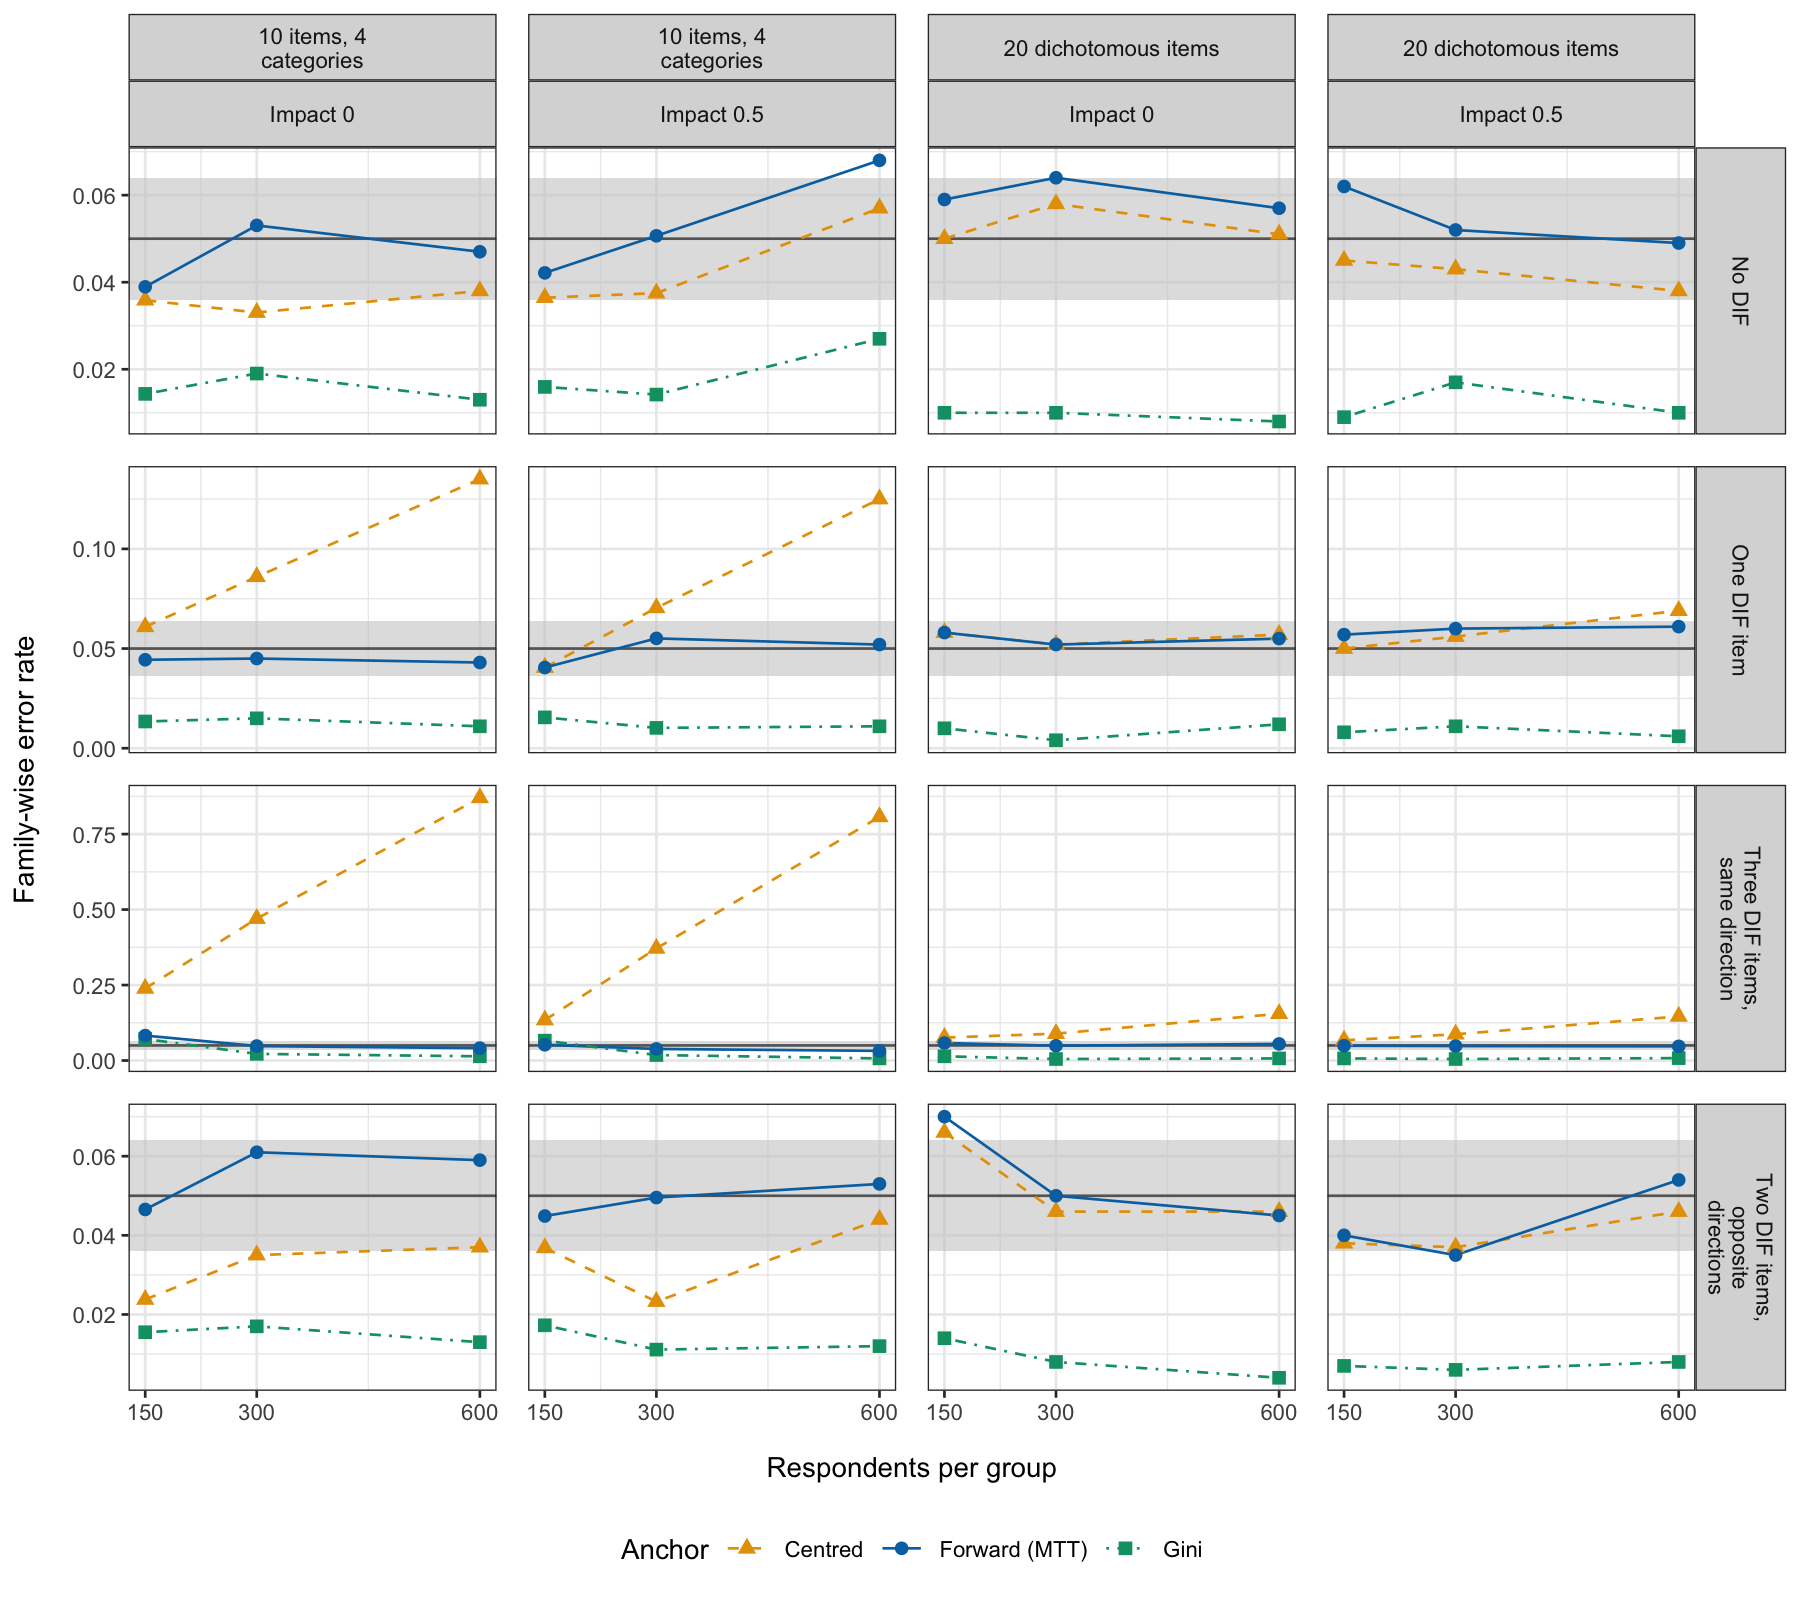 10 items, 4
categories
10 items, 4
categories
20 dichotomous items
20 dichotomous items
Impact 0
Impact 0.5
Impact 0
Impact 0.5
0.06
0.04
0.02
No DIF
0.10
0.05
0.00
One DIF item
0.75
0.50
0.25
0.00
Three DIF items,
same direction
0.06
0.04
0.02
Two DIF items,
opposite
directions
Family-wise error rate
150 300 600
150 300 600
150 300 600
150 300 600
Respondents per group
Anchor Centred Forward (MTT) Gini